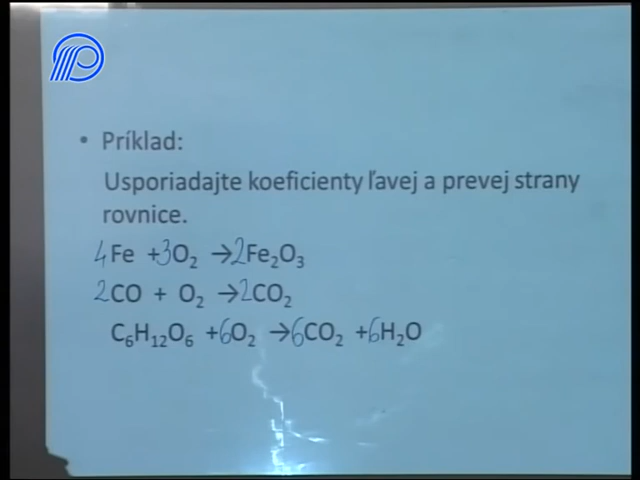 • Príklad:
Usporiadajte koeficienty ľavej a prevej strany
rovnice.
4Fe +3O₂ →2Fe₂O₃
2CO + O₂ →2CO₂
C₆H₁₂O₆ +6O₂ →6CO₂ +6H₂O